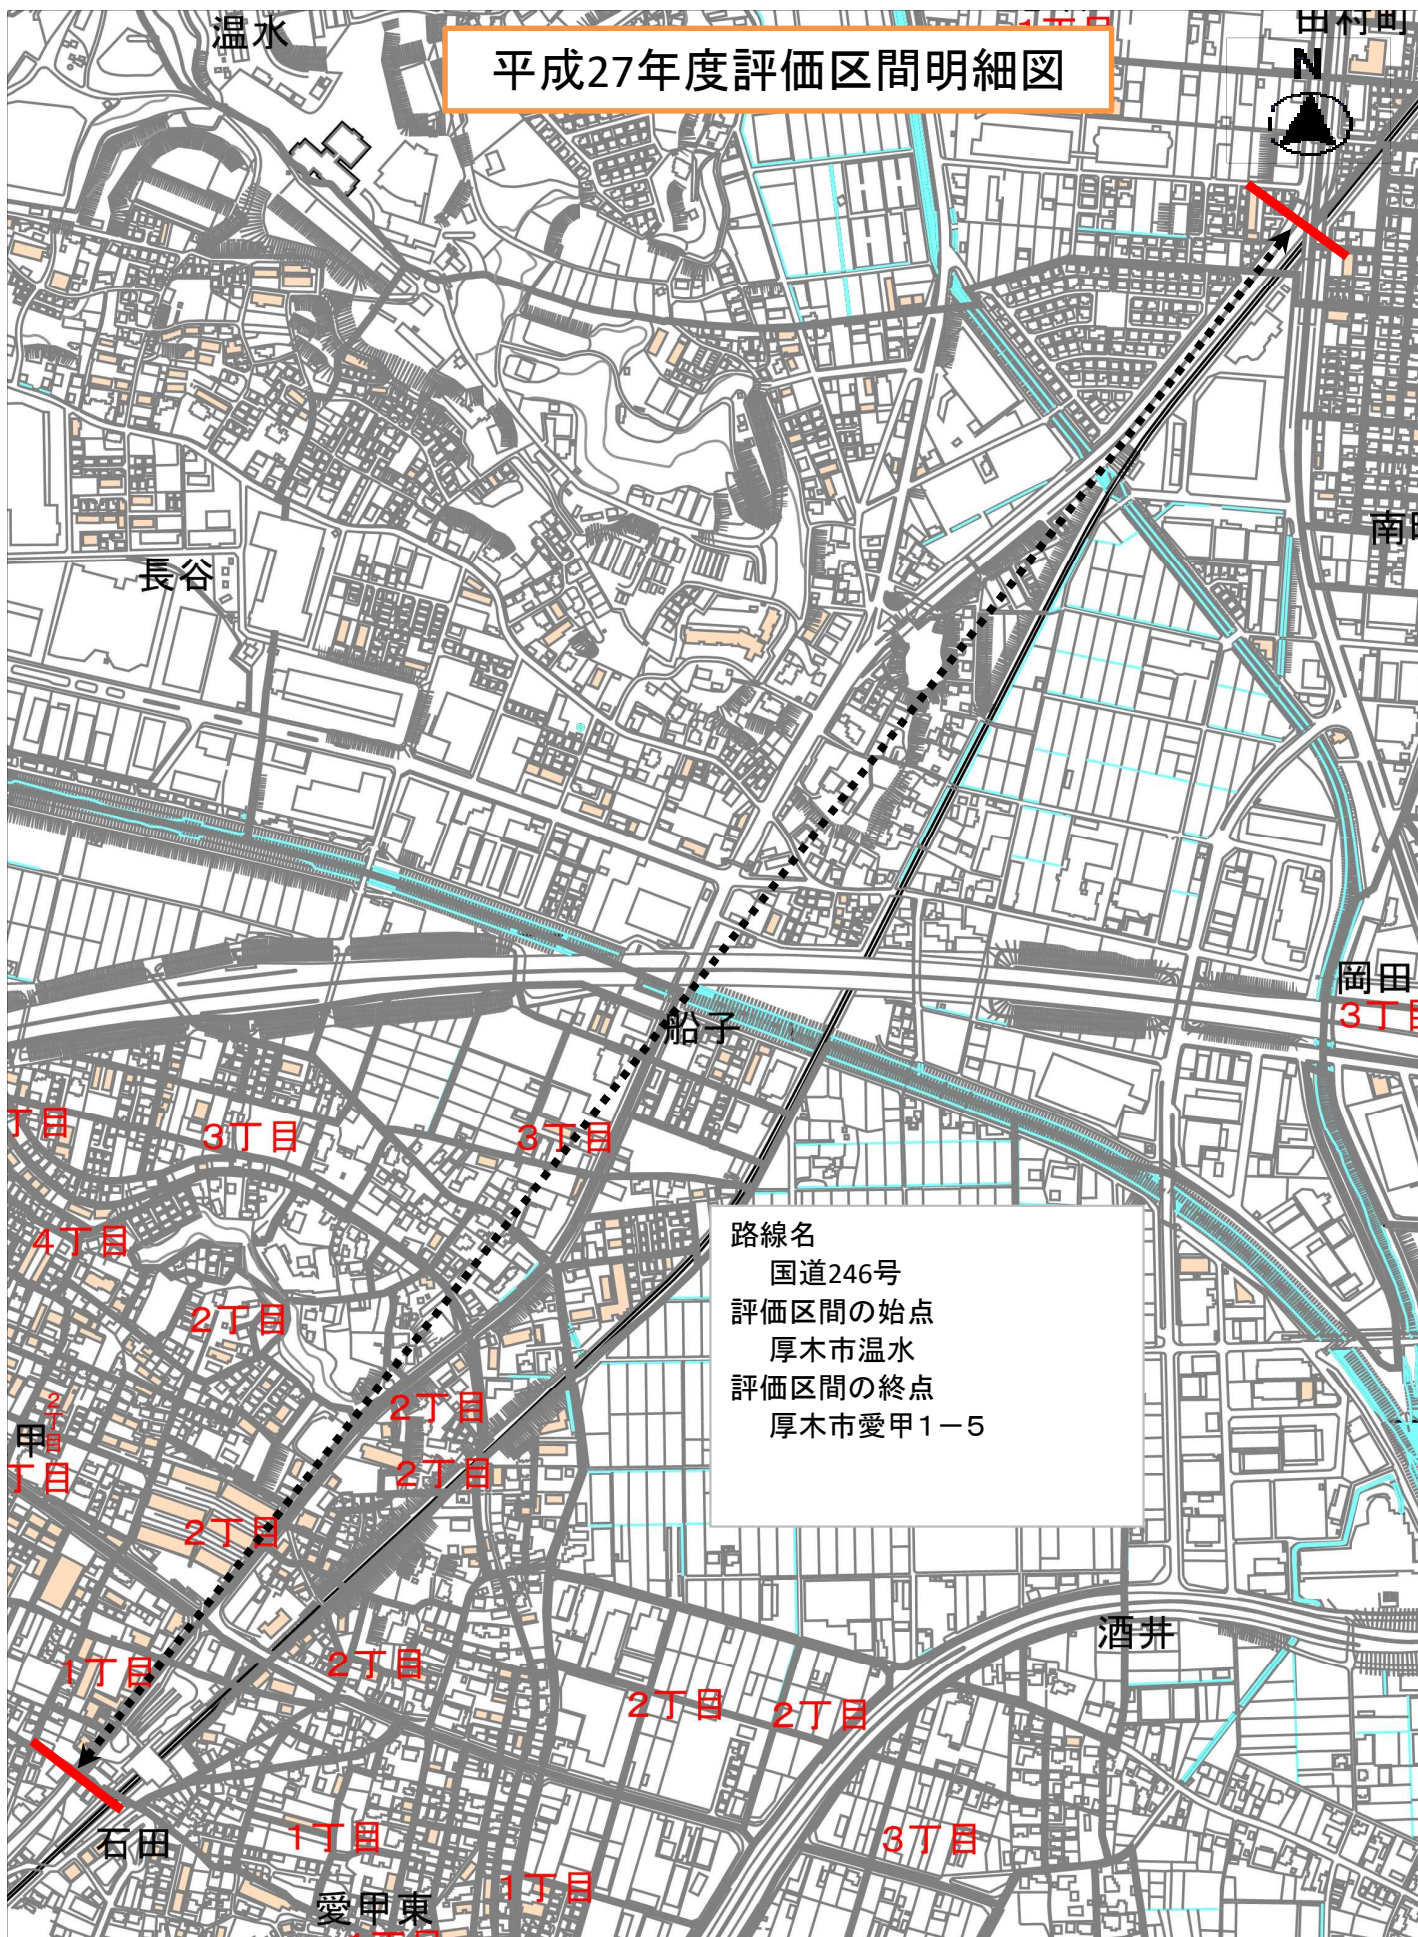 温水
1丁目
田村町
平成27年度評価区間明細図
N
南
長谷
岡田
3丁目
船子
丁目
3丁目
3丁目
4丁目
2丁目
路線名
国道246号
評価区間の始点
厚木市温水
評価区間の終点
厚木市愛甲1－5
2丁目
2丁目
甲
丁目
2丁目
2丁目
酒井
1丁目
2丁目
2丁目
2丁目
石田
1丁目
3丁目
1丁目
愛甲東
1丁目